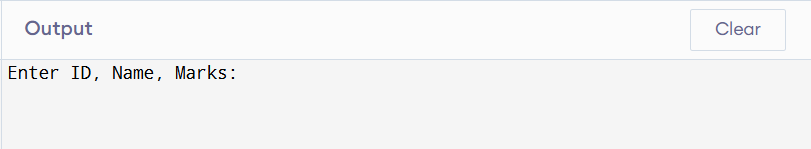 Output
Clear
Enter ID, Name, Marks: